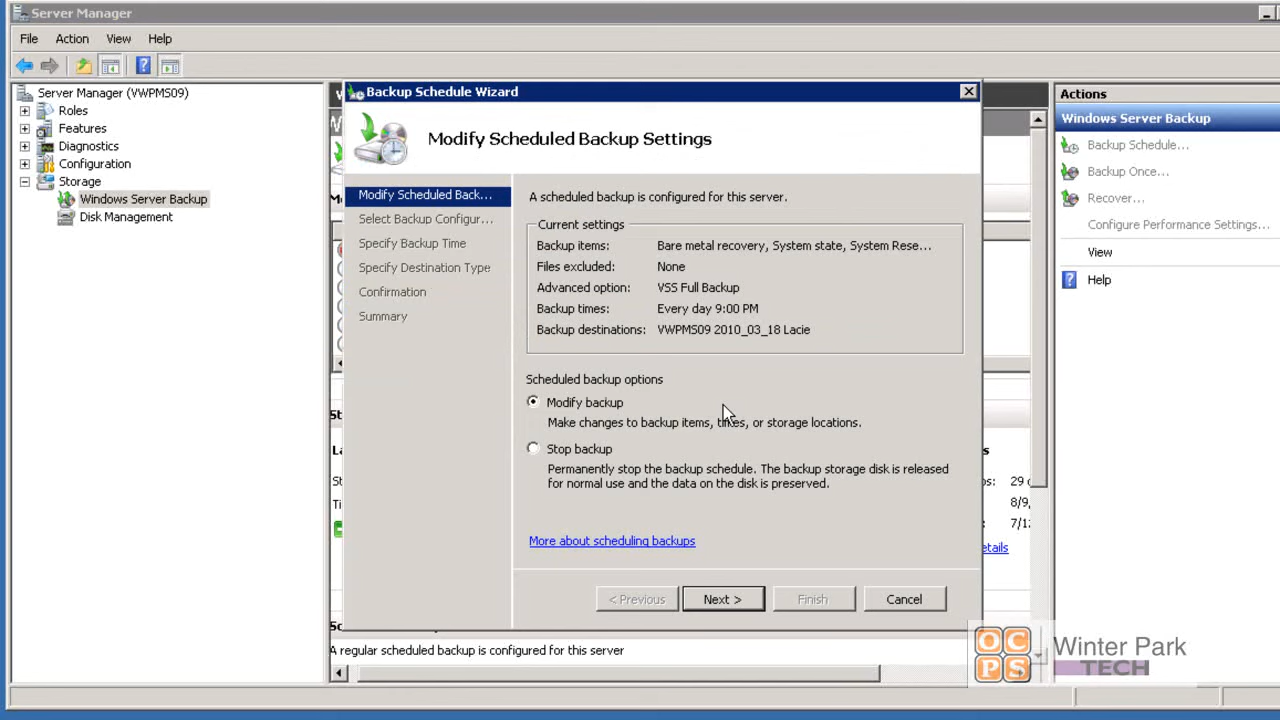 Server Manager
File Action View Help
Server Manager (VWPMS09)
Roles
Features
Diagnostics
Configuration
Storage
Windows Server Backup
Disk Management
Backup Schedule Wizard
Modify Scheduled Backup Settings
Modify Scheduled Back...
Select Backup Configur...
Specify Backup Time
Specify Destination Type
Confirmation
Summary
A scheduled backup is configured for this server.
Current settings
Backup items: Bare metal recovery, System state, System Rese...
Files excluded: None
Advanced option: VSS Full Backup
Backup times: Every day 9:00 PM
Backup destinations: VWPMS09 2010_03_18 Lacie
Scheduled backup options
Modify backup
Make changes to backup items, times, or storage locations.
Stop backup
Permanently stop the backup schedule. The backup storage disk is released
for normal use and the data on the disk is preserved.
More about scheduling backups
< Previous Next > Finish Cancel
29
8/9,
7/1
etails
A regular scheduled backup is configured for this server
Actions
Windows Server Backup
Backup Schedule...
Backup Once...
Recover...
Configure Performance Settings...
View
Help
OCPS
Winter Park
TECH